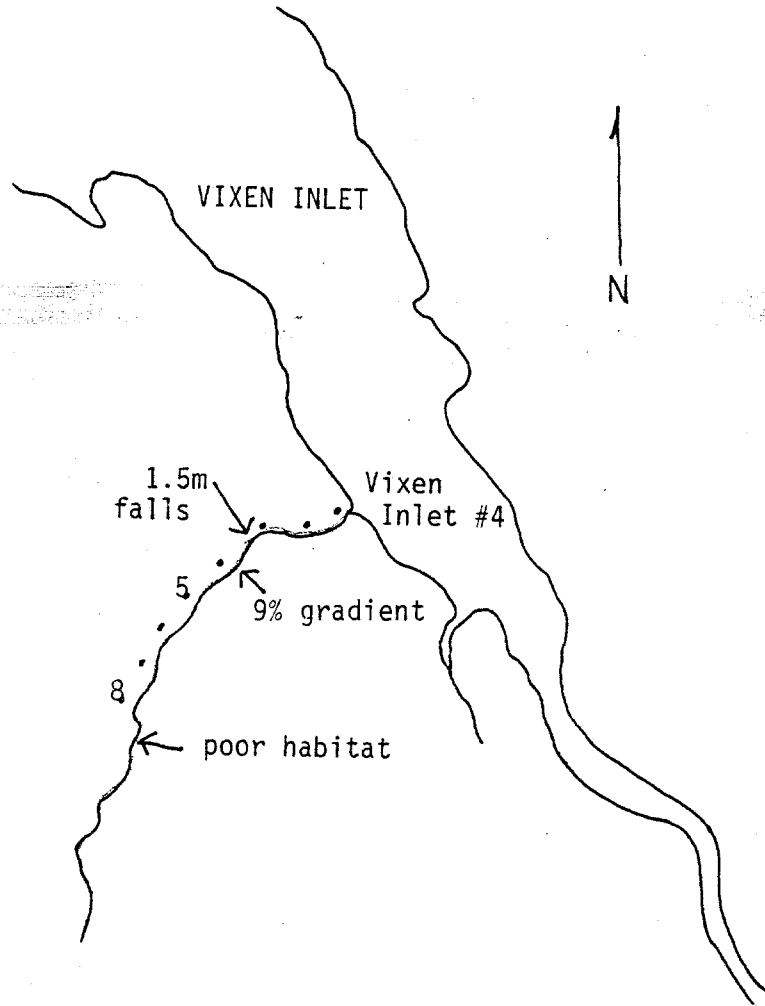 VIXEN INLET
N
1.5m
falls
Vixen
Inlet #4
5
9% gradient
8
poor habitat